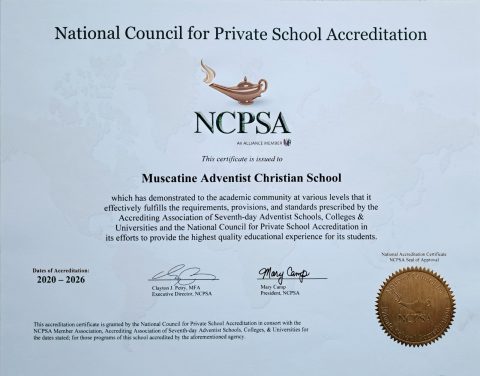 National Council for Private School Accreditation
NCPSA
AN ALLIANCE MEMBER
This certificate is issued to
Muscatine Adventist Christian School
which has demonstrated to the academic community at various levels that it
effectively fulfills the requirements, provisions, and standards prescribed by the
Accrediting Association of Seventh-day Adventist Schools, Colleges &
Universities and the National Council for Private School Accreditation in
its efforts to provide the highest quality educational experience for its students.
National Accreditation Certificate
NCPSA Seal of Approval
Dates of Accreditation:
2020 – 2026
Mary Camp
Clayton J. Petry, MFA
Executive Director, NCPSA
Mary Camp
President, NCPSA
NCPSA
This accreditation certificate is granted by the National Council for Private School Accreditation in consort with the
NCPSA Member Association, Accrediting Association of Seventh-day Adventist Schools, Colleges, & Universities for
the dates stated; for those programs of this school accredited by the aforementioned agency.